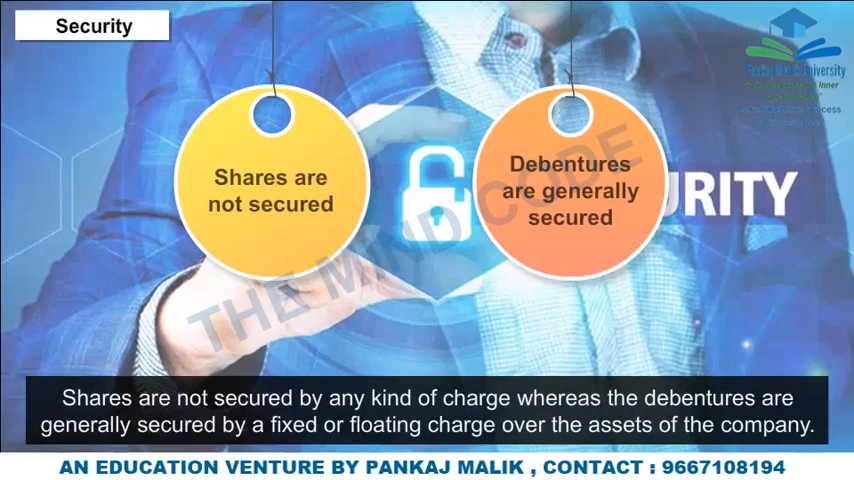 Security
Pankaj Malik University
Shares are
not secured
Debentures
are generally
secured
URITY
THE MIND CODE
Shares are not secured by any kind of charge whereas the debentures are
generally secured by a fixed or floating charge over the assets of the company.
AN EDUCATION VENTURE BY PANKAJ MALIK , CONTACT : 9667108194